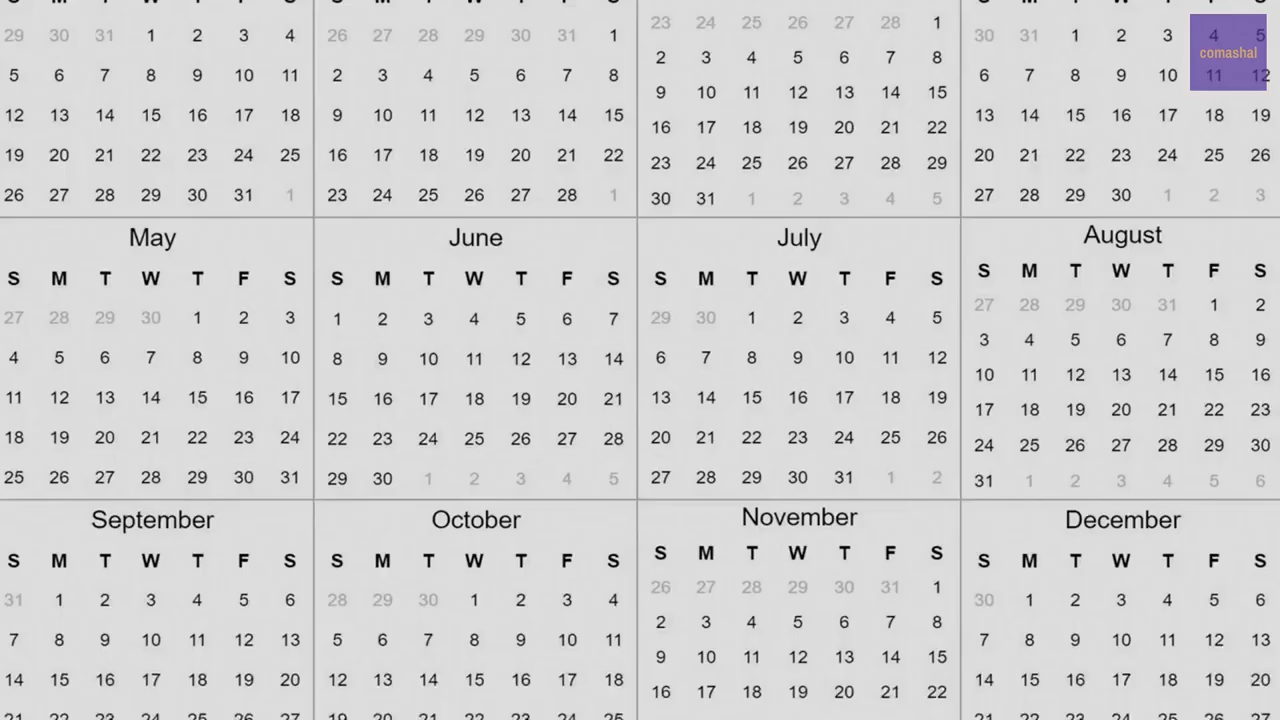 29 30 31 1 2 3 4
5 6 7 8 9 10 11
12 13 14 15 16 17 18
19 20 21 22 23 24 25
26 27 28 29 30 31 1
26 27 28 29 30 31 1
2 3 4 5 6 7 8
9 10 11 12 13 14 15
16 17 18 19 20 21 22
23 24 25 26 27 28 1
23 24 25 26 27 28 1
2 3 4 5 6 7 8
9 10 11 12 13 14 15
16 17 18 19 20 21 22
23 24 25 26 27 28 29
30 31 1 2 3 4 5
30 31 1 2 3 4 5
comashal
6 7 8 9 10 11 12
13 14 15 16 17 18 19
20 21 22 23 24 25 26
27 28 29 30 1 2 3
May
S M T W T F S
27 28 29 30 1 2 3
4 5 6 7 8 9 10
11 12 13 14 15 16 17
18 19 20 21 22 23 24
25 26 27 28 29 30 31
June
S M T W T F S
1 2 3 4 5 6 7
8 9 10 11 12 13 14
15 16 17 18 19 20 21
22 23 24 25 26 27 28
29 30 1 2 3 4 5
July
S M T W T F S
29 30 1 2 3 4 5
6 7 8 9 10 11 12
13 14 15 16 17 18 19
20 21 22 23 24 25 26
27 28 29 30 31 1 2
August
S M T W T F S
27 28 29 30 31 1 2
3 4 5 6 7 8 9
10 11 12 13 14 15 16
17 18 19 20 21 22 23
24 25 26 27 28 29 30
31 1 2 3 4 5 6
September
S M T W T F S
31 1 2 3 4 5 6
7 8 9 10 11 12 13
14 15 16 17 18 19 20
October
S M T W T F S
28 29 30 1 2 3 4
5 6 7 8 9 10 11
12 13 14 15 16 17 18
November
S M T W T F S
26 27 28 29 30 31 1
2 3 4 5 6 7 8
9 10 11 12 13 14 15
16 17 18 19 20 21 22
December
S M T W T F S
30 1 2 3 4 5 6
7 8 9 10 11 12 13
14 15 16 17 18 19 20